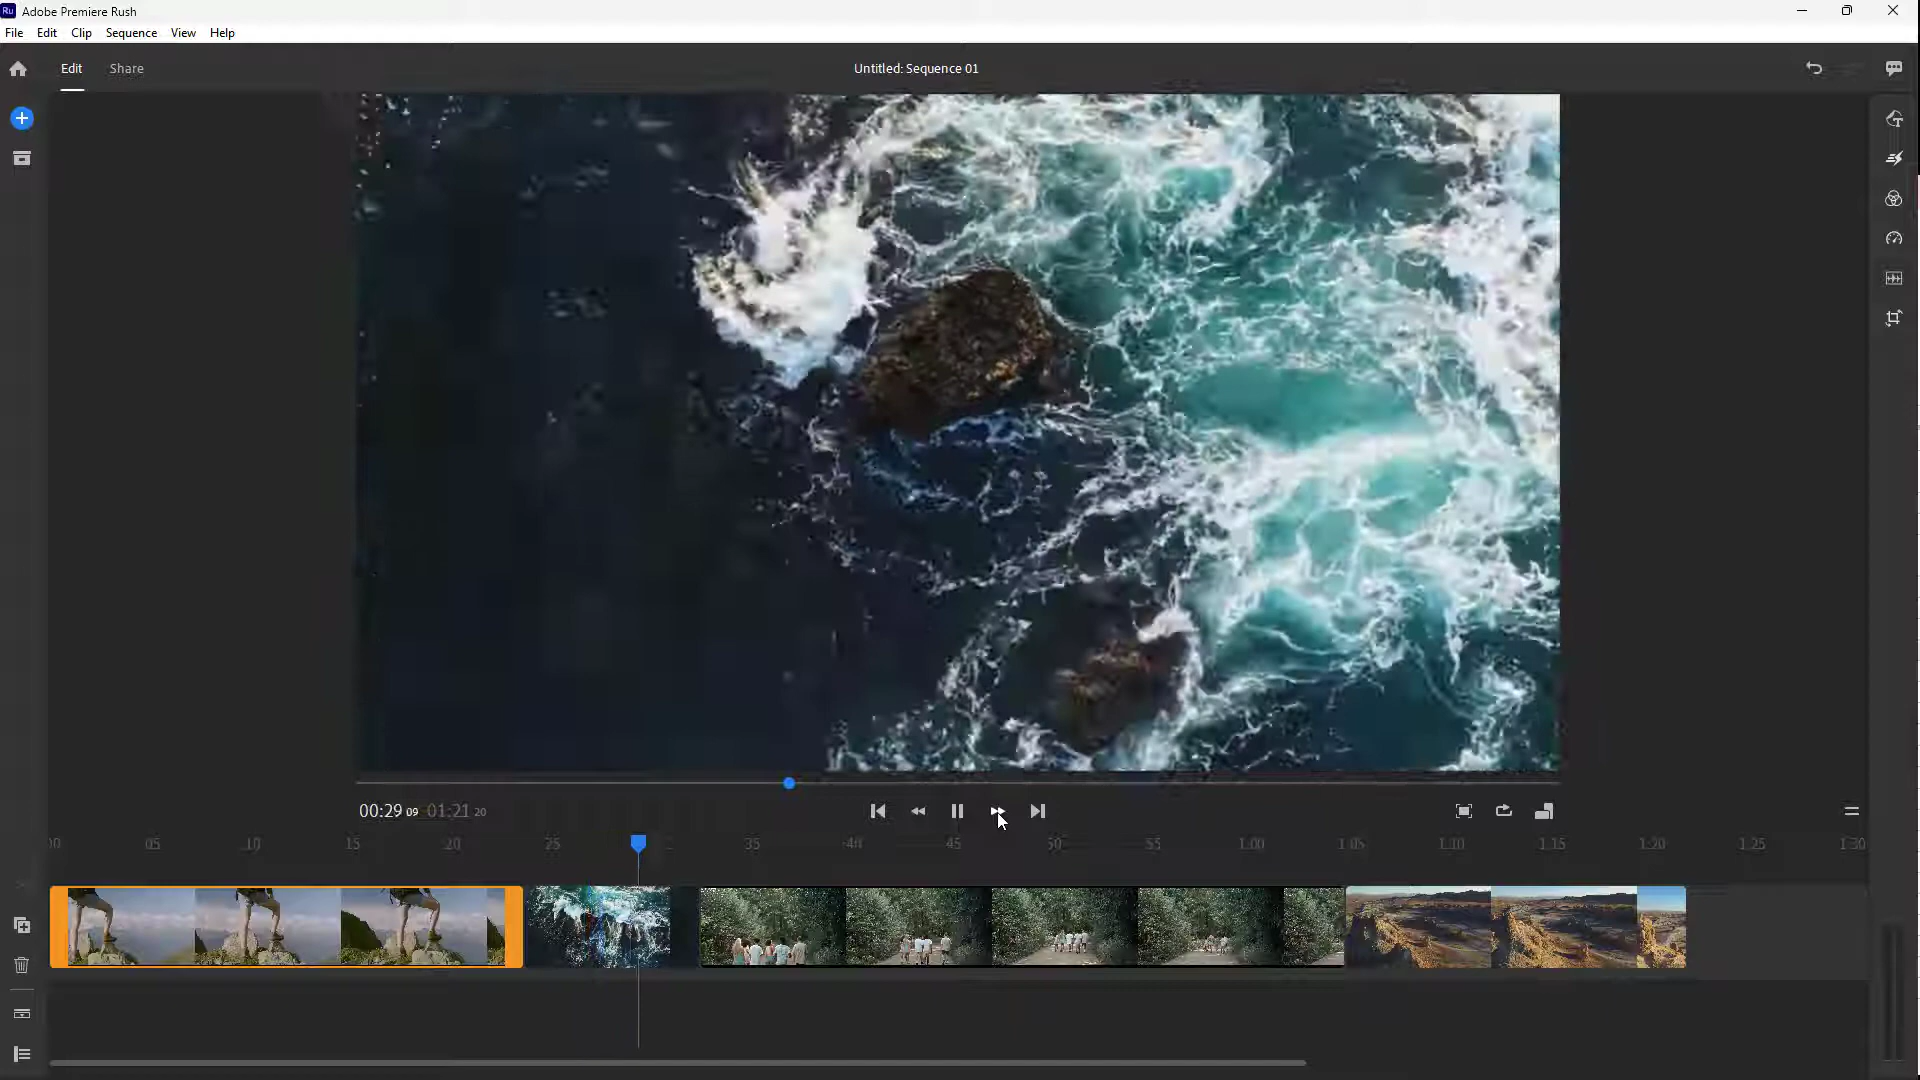 Ru Adobe Premiere Rush
File Edit Clip Sequence View Help
Edit Share Untitled: Sequence 01
00:29 09 01:21 20
:00 :05 :10 :15 :20 :25 :35 :40 :45 :50 :55 1:00 1:05 1:10 1:15 1:20 1:25 1:30